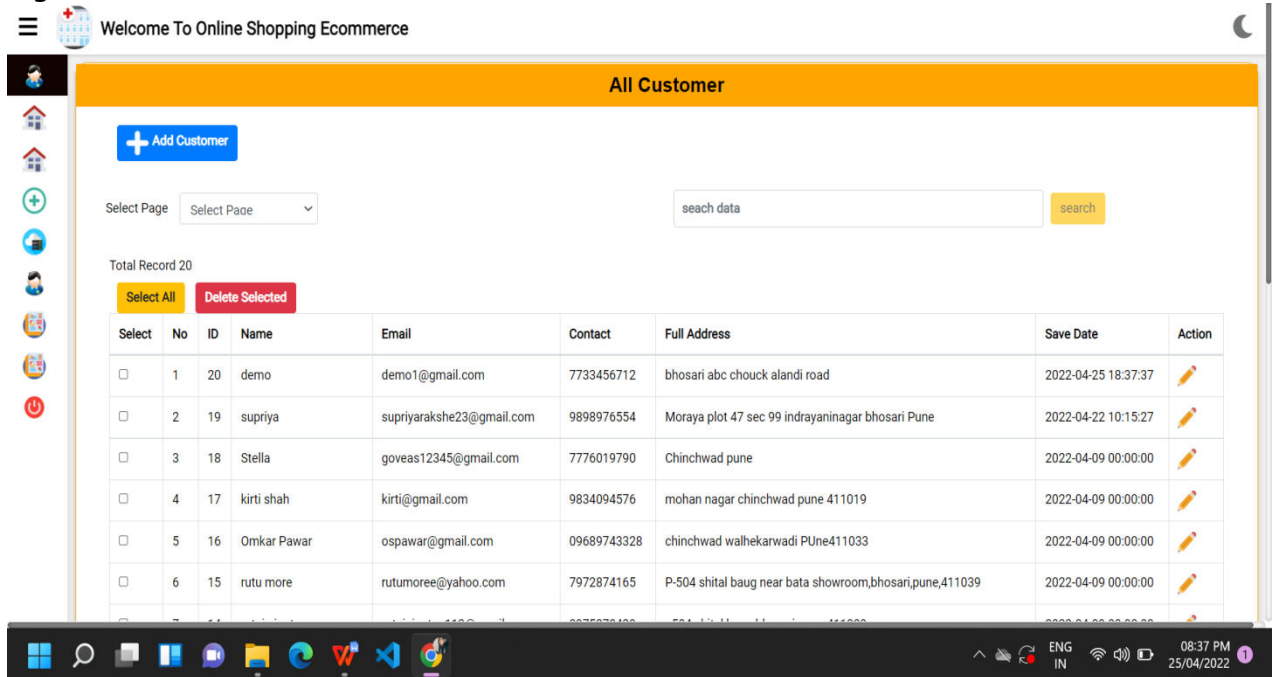 Welcome To Online Shopping Ecommerce
All Customer
Add Customer
Select Page Select Page seach data search
Total Record 20
Select All Delete Selected
Select No ID Name Email Contact Full Address Save Date Action
1 20 demo demo1@gmail.com 7733456712 bhosari abc chouck alandi road 2022-04-25 18:37:37
2 19 supriya supriyarakshe23@gmail.com 9898976554 Moraya plot 47 sec 99 indrayaninagar bhosari Pune 2022-04-22 10:15:27
3 18 Stella goveas12345@gmail.com 7776019790 Chinchwad pune 2022-04-09 00:00:00
4 17 kirti shah kirti@gmail.com 9834094576 mohan nagar chinchwad pune 411019 2022-04-09 00:00:00
5 16 Omkar Pawar ospawar@gmail.com 09689743328 chinchwad walhekarwadi PUne411033 2022-04-09 00:00:00
6 15 rutu more rutumoree@yahoo.com 7972874165 P-504 shital baug near bata showroom,bhosari,pune,411039 2022-04-09 00:00:00
ENG
IN
08:37 PM
25/04/2022
1